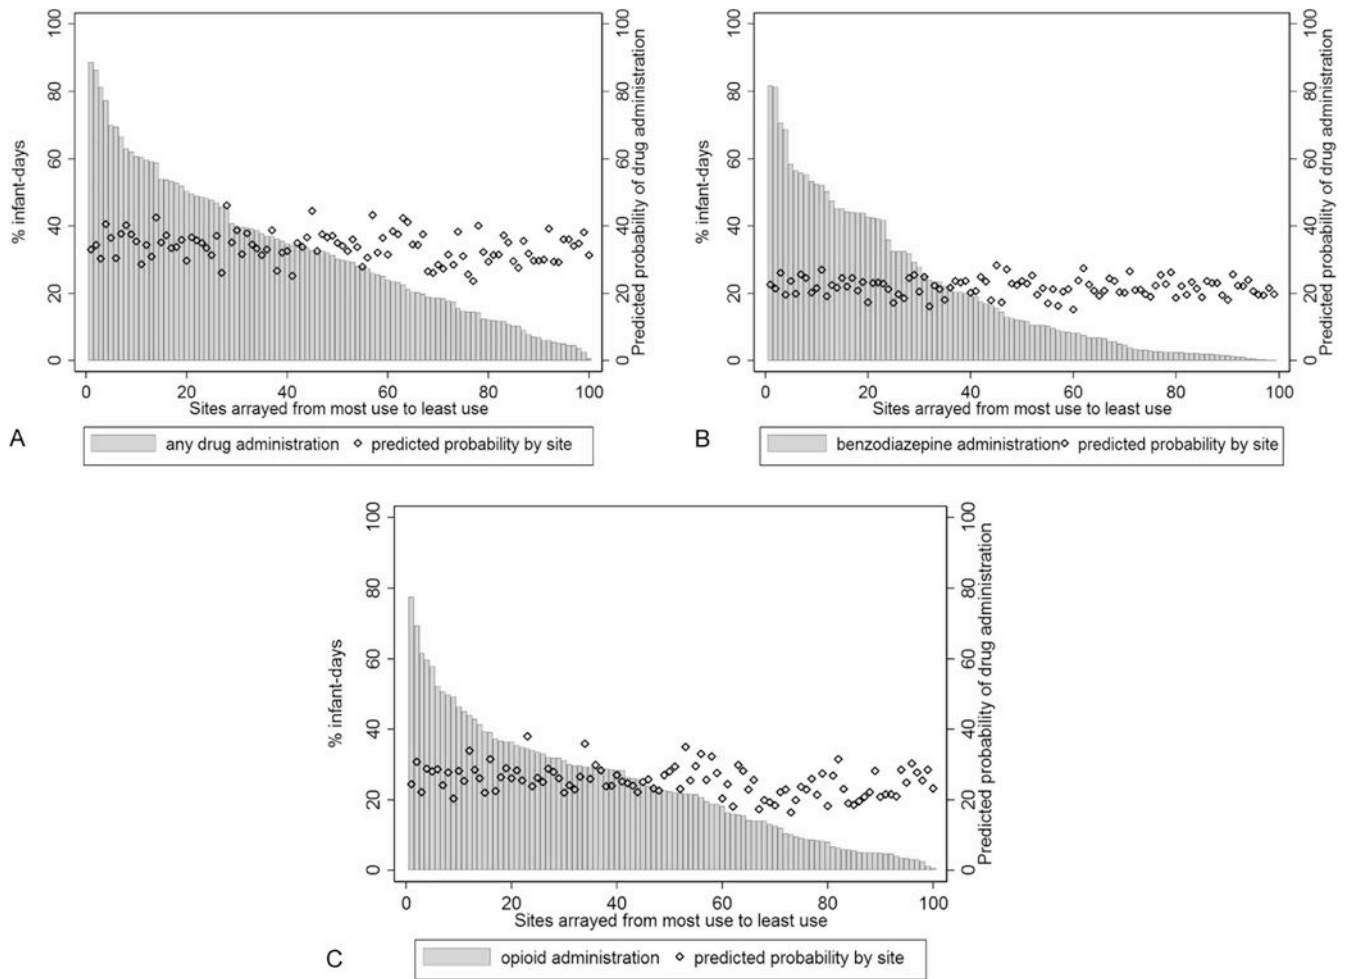 100
80
60
40
20
0
% infant-days
100
80
60
40
20
0
Predicted probability of drug administration
0 20 40 60 80 100
Sites arrayed from most use to least use
A
any drug administration predicted probability by site
100
80
60
40
20
0
% infant-days
100
80
60
40
20
0
Predicted probability of drug administration
0 20 40 60 80 100
Sites arrayed from most use to least use
B
benzodiazepine administration predicted probability by site
100
80
60
40
20
0
% infant-days
100
80
60
40
20
0
Predicted probability of drug administration
0 20 40 60 80 100
Sites arrayed from most use to least use
C
opioid administration predicted probability by site